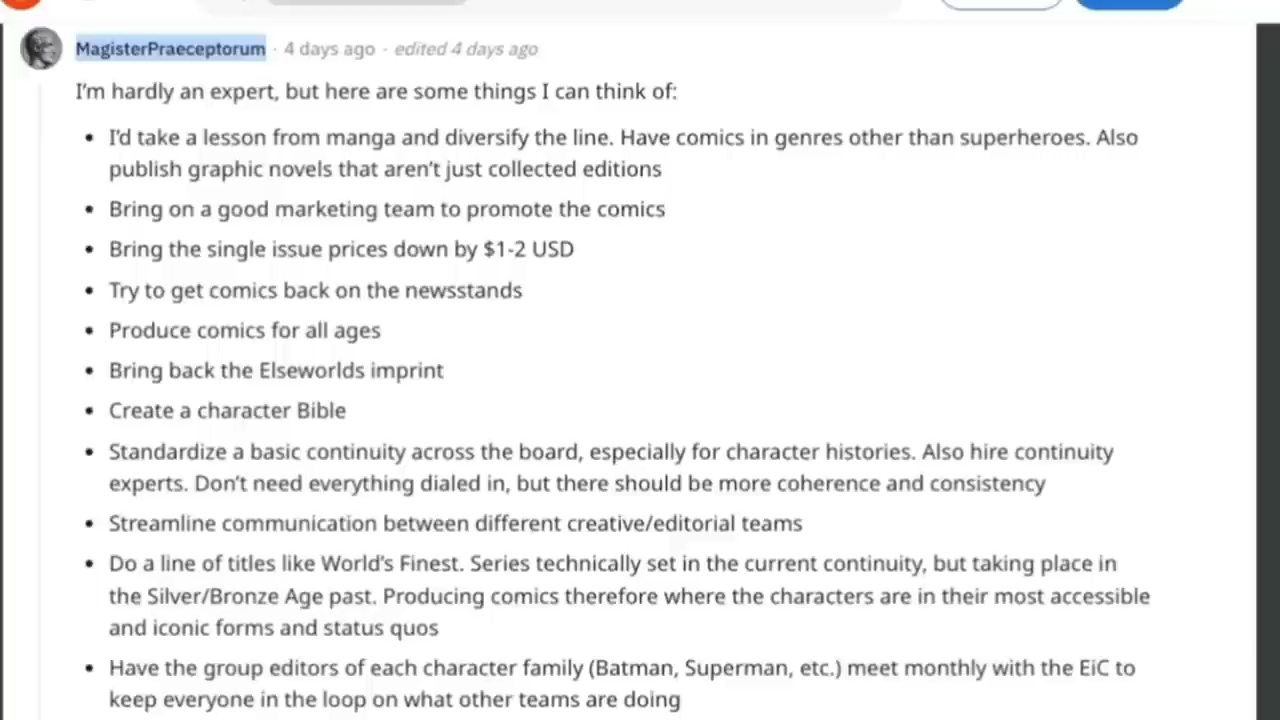 MagisterPraeceptorum · 4 days ago · edited 4 days ago
I'm hardly an expert, but here are some things I can think of:
• I'd take a lesson from manga and diversify the line. Have comics in genres other than superheroes. Also
publish graphic novels that aren't just collected editions
• Bring on a good marketing team to promote the comics
• Bring the single issue prices down by $1-2 USD
• Try to get comics back on the newsstands
• Produce comics for all ages
• Bring back the Elseworlds imprint
• Create a character Bible
• Standardize a basic continuity across the board, especially for character histories. Also hire continuity
experts. Don't need everything dialed in, but there should be more coherence and consistency
• Streamline communication between different creative/editorial teams
• Do a line of titles like World's Finest. Series technically set in the current continuity, but taking place in
the Silver/Bronze Age past. Producing comics therefore where the characters are in their most accessible
and iconic forms and status quos
• Have the group editors of each character family (Batman, Superman, etc.) meet monthly with the EiC to
keep everyone in the loop on what other teams are doing